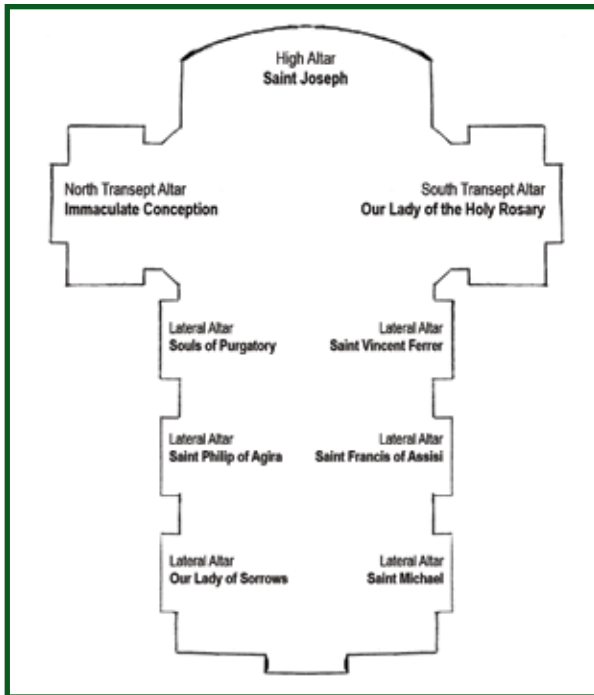 High Altar
Saint Joseph
North Transept Altar
Immaculate Conception
South Transept Altar
Our Lady of the Holy Rosary
Lateral Altar
Souls of Purgatory
Lateral Altar
Saint Vincent Ferrer
Lateral Altar
Saint Philip of Agira
Lateral Altar
Saint Francis of Assisi
Lateral Altar
Our Lady of Sorrows
Lateral Altar
Saint Michael